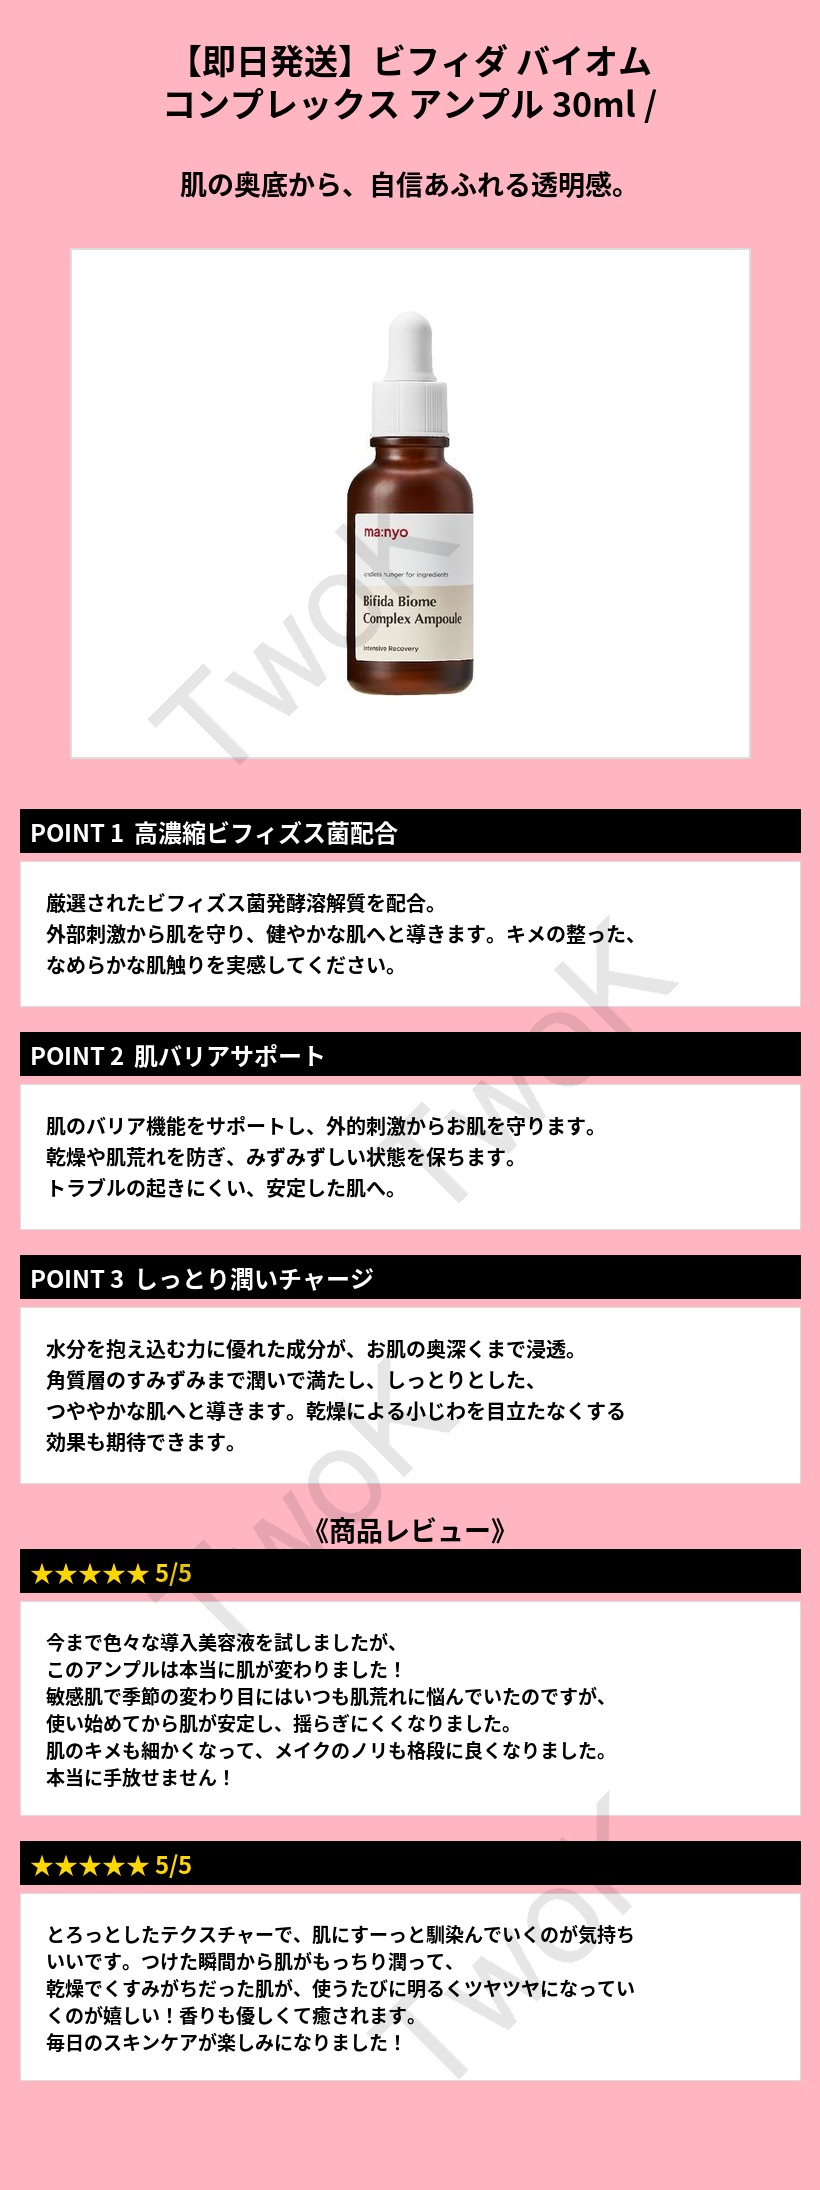 【即日発送】ビフィダ バイオム
コンプレックス アンプル 30ml /
肌の奥底から、自信あふれる透明感。
ma:nyo
endless hunger for ingredients
Bifida Biome
Complex Ampoule
Intensive Recovery
TwoK
POINT 1 高濃縮ビフィズス菌配合
厳選されたビフィズス菌発酵溶解質を配合。
外部刺激から肌を守り、健やかな肌へと導きます。キメの整った、
なめらかな肌触りを実感してください。
TwoK
POINT 2 肌バリアサポート
肌のバリア機能をサポートし、外的刺激からお肌を守ります。
乾燥や肌荒れを防ぎ、みずみずしい状態を保ちます。
トラブルの起きにくい、安定した肌へ。
POINT 3 しっとり潤いチャージ
水分を抱え込む力に優れた成分が、お肌の奥深くまで浸透。
角質層のすみずみまで潤いで満たし、しっとりとした、
つややかな肌へと導きます。乾燥による小じわを目立たなくする
効果も期待できます。
TwoK
《商品レビュー》
★★★★★ 5/5
今まで色々な導入美容液を試しましたが、
このアンプルは本当に肌が変わりました！
敏感肌で季節の変わり目にはいつも肌荒れに悩んでいたのですが、
使い始めてから肌が安定し、揺らぎにくくなりました。
肌のキメも細かくなって、メイクのノリも格段に良くなりました。
本当に手放せません！
★★★★★ 5/5
とろっとしたテクスチャーで、肌にすーっと馴染んでいくのが気持ち
いいです。つけた瞬間から肌がもっちり潤って、
乾燥でくすみがちだった肌が、使うたびに明るくツヤツヤになってい
くのが嬉しい！香りも優しくて癒されます。
毎日のスキンケアが楽しみになりました！
TwoK